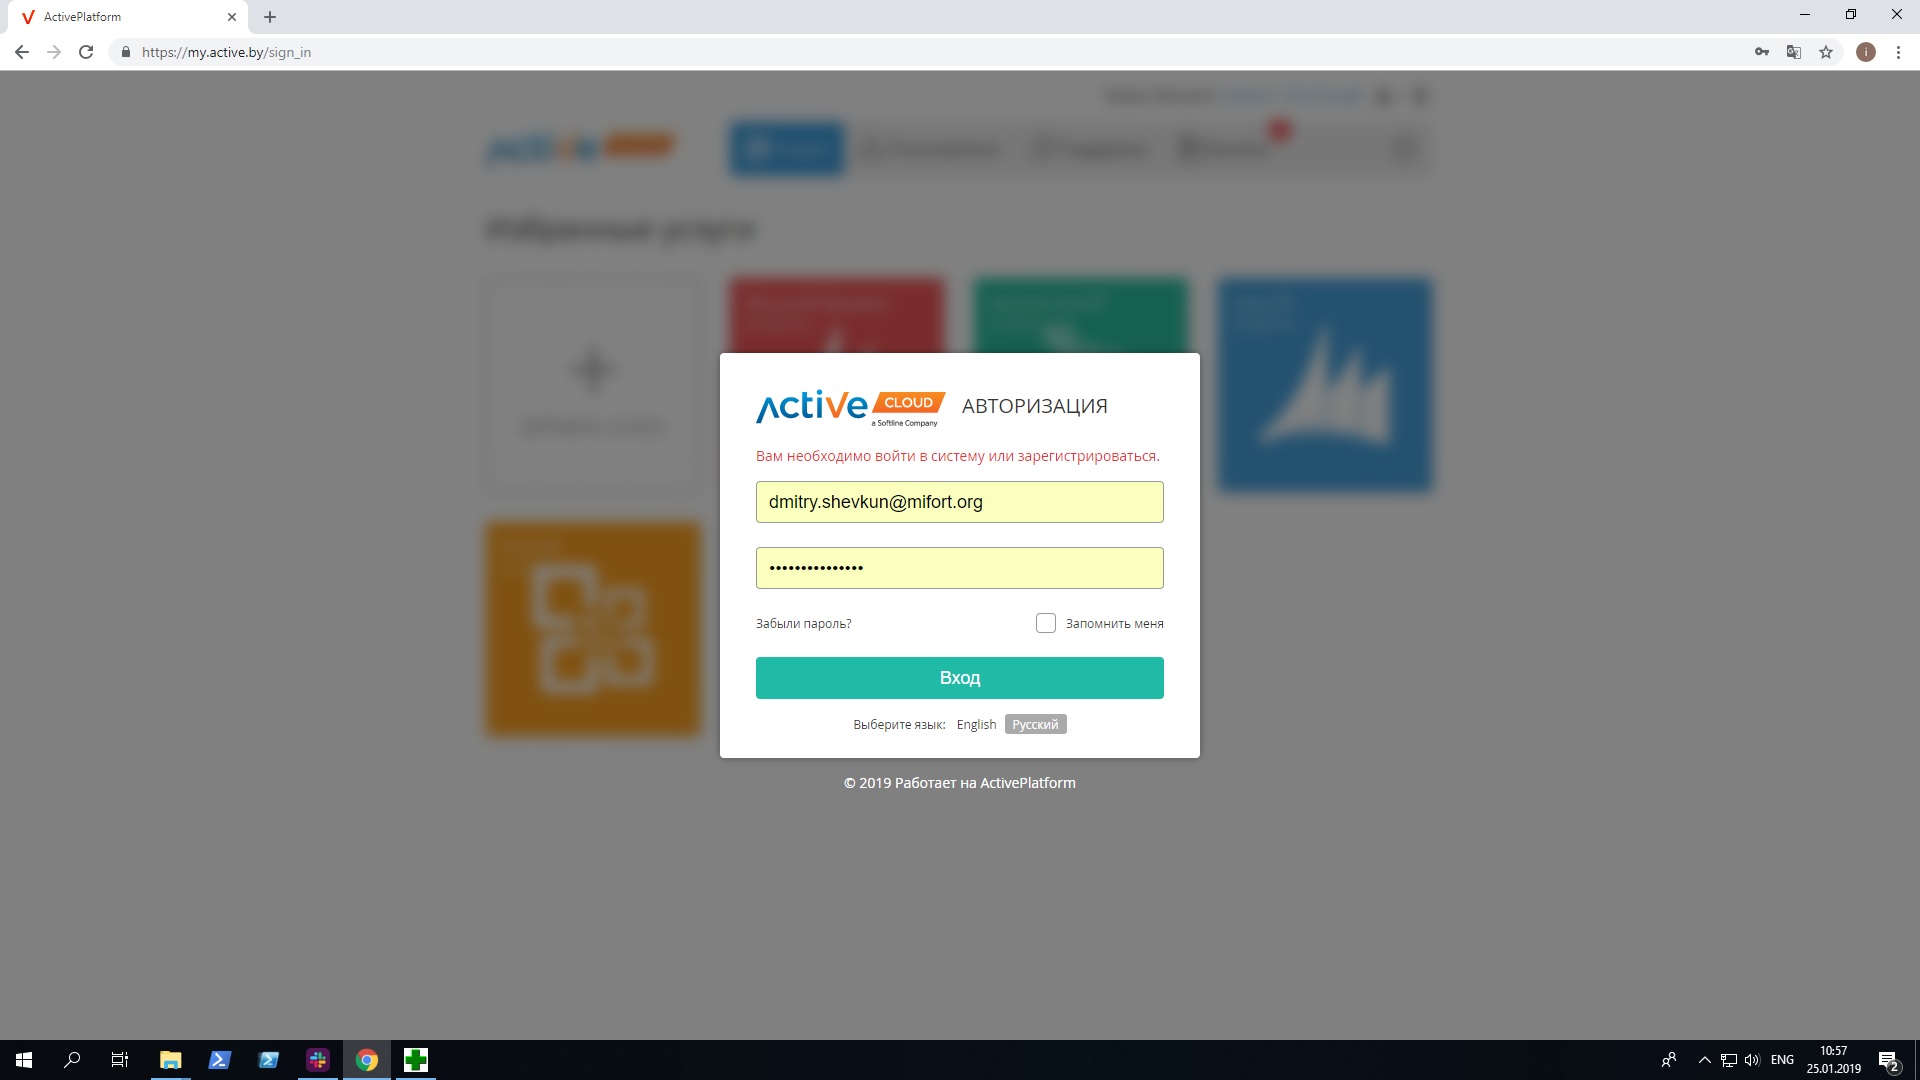 ActivePlatform
https://my.active.by/sign_in
i
Избранные услуги
Active CLOUD
a Softline Company
АВТОРИЗАЦИЯ
Вам необходимо войти в систему или зарегистрироваться.
dmitry.shevkun@mifort.org
•••••••••••••••
Забыли пароль?
Запомнить меня
Вход
Выберите язык: English Русский
© 2019 Работает на ActivePlatform
ENG
10:57
25.01.2019
2